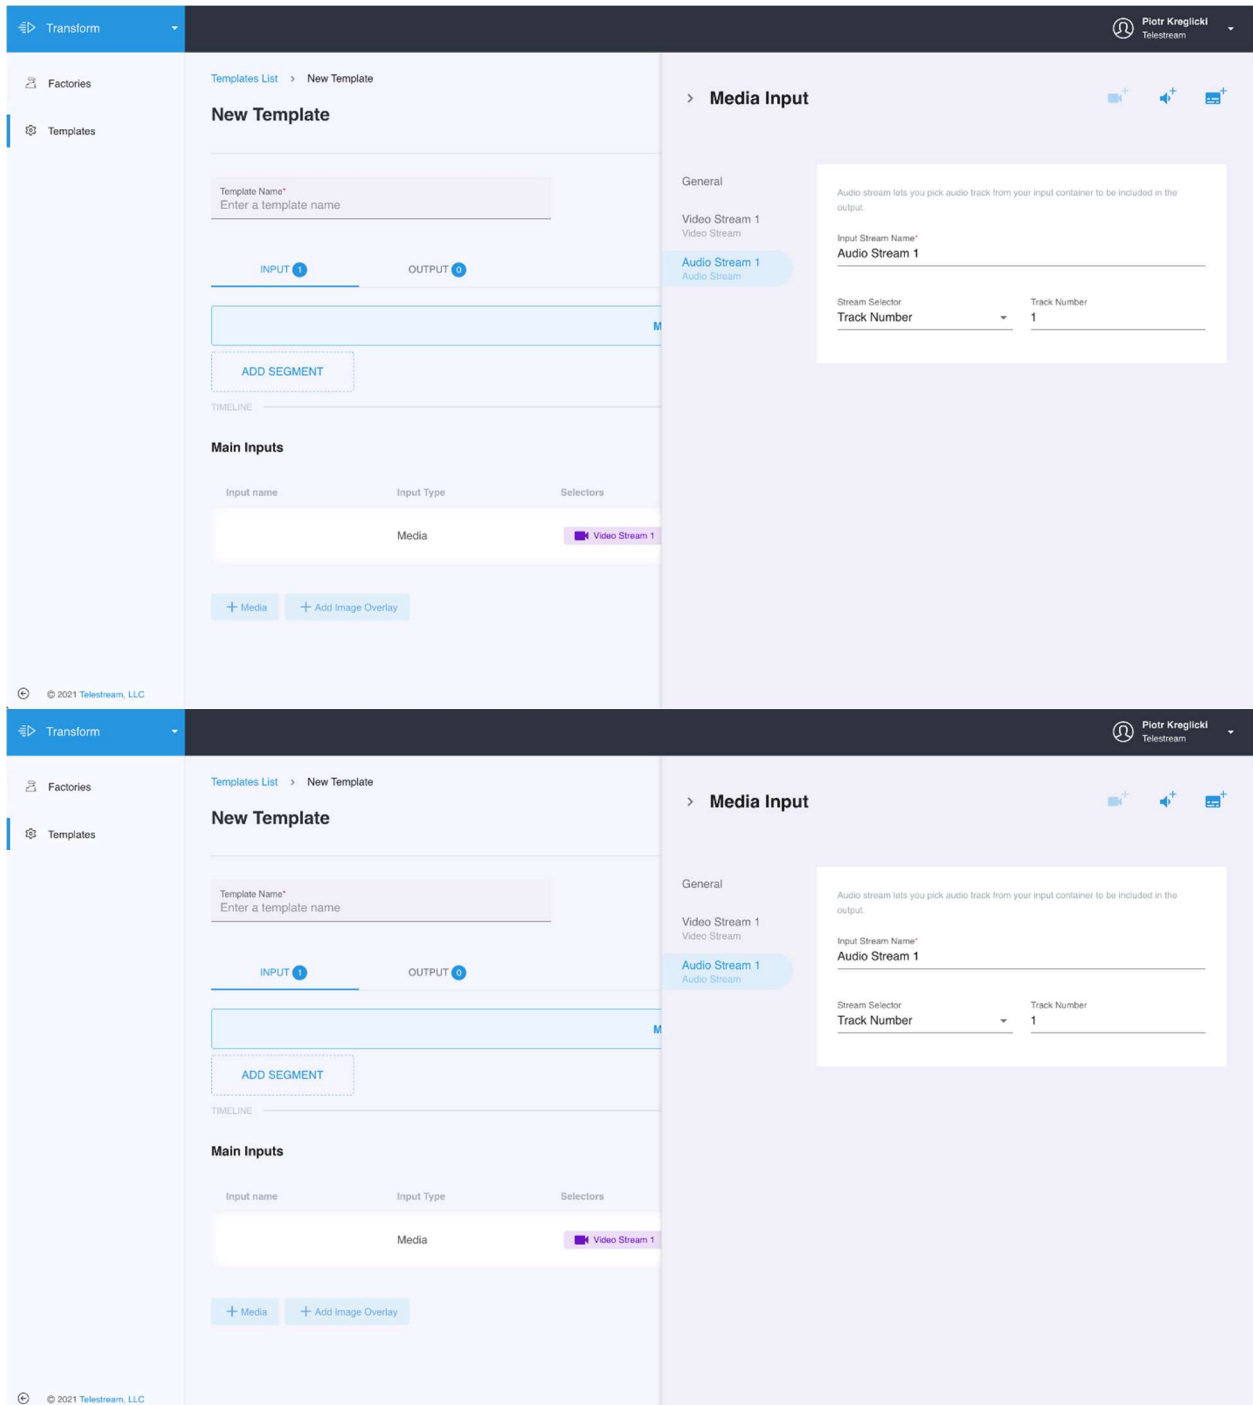 Transform
Piotr Kreglicki
Telestream
Factories
Templates
Templates List > New Template
New Template
Template Name*
Enter a template name
INPUT 1
OUTPUT 0
M
ADD SEGMENT
TIMELINE
Main Inputs
Input name Input Type Selectors
Media Video Stream 1
+ Media + Add Image Overlay
© 2021 Telestream, LLC
> Media Input
General
Video Stream 1
Video Stream
Audio Stream 1
Audio Stream
Audio stream lets you pick audio track from your input container to be included in the
output.
Input Stream Name*
Audio Stream 1
Stream Selector Track Number
Track Number 1
Transform
Piotr Kreglicki
Telestream
Factories
Templates
Templates List > New Template
New Template
Template Name*
Enter a template name
INPUT 1
OUTPUT 0
M
ADD SEGMENT
TIMELINE
Main Inputs
Input name Input Type Selectors
Media Video Stream 1
+ Media + Add Image Overlay
© 2021 Telestream, LLC
> Media Input
General
Video Stream 1
Video Stream
Audio Stream 1
Audio Stream
Audio stream lets you pick audio track from your input container to be included in the
output.
Input Stream Name*
Audio Stream 1
Stream Selector Track Number
Track Number 1